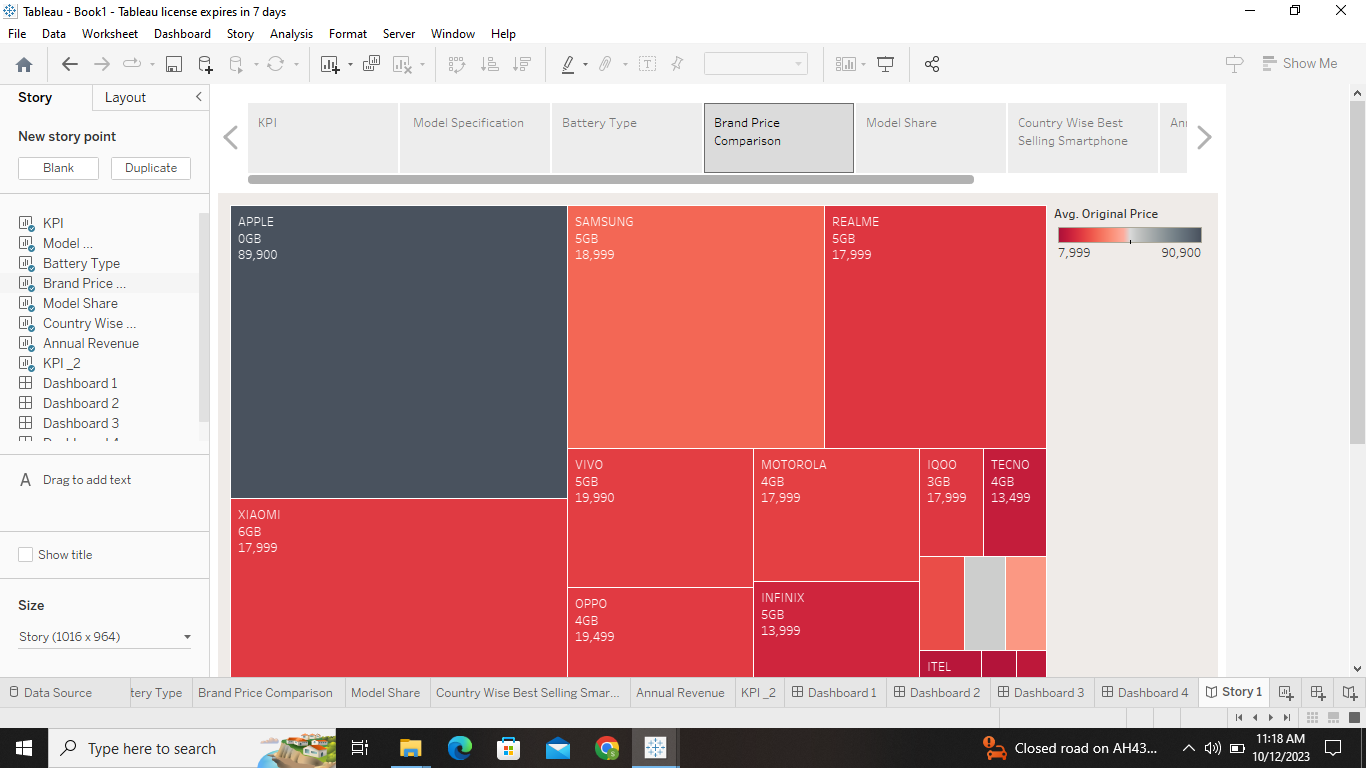 Tableau - Book1 - Tableau license expires in 7 days
File Data Worksheet Dashboard Story Analysis Format Server Window Help
Show Me
Story
Layout
New story point
Blank
Duplicate
KPI
Model ...
Battery Type
Brand Price ...
Model Share
Country Wise ...
Annual Revenue
KPI _2
Dashboard 1
Dashboard 2
Dashboard 3
A Drag to add text
Show title
Size
Story (1016 x 964)
KPI
Model Specification
Battery Type
Brand Price
Comparison
Model Share
Country Wise Best
Selling Smartphone
APPLE
0GB
89,900
SAMSUNG
5GB
18,999
REALME
5GB
17,999
Avg. Original Price
7,999 90,900
XIAOMI
6GB
17,999
VIVO
5GB
19,990
MOTOROLA
4GB
17,999
IQOO
3GB
17,999
TECNO
4GB
13,499
OPPO
4GB
19,499
INFINIX
5GB
13,999
ITEL
Data Source tery Type Brand Price Comparison Model Share Country Wise Best Selling Smar... Annual Revenue KPI _2 Dashboard 1 Dashboard 2 Dashboard 3 Dashboard 4 Story 1
Type here to search
Closed road on AH43...
11:18 AM
10/12/2023